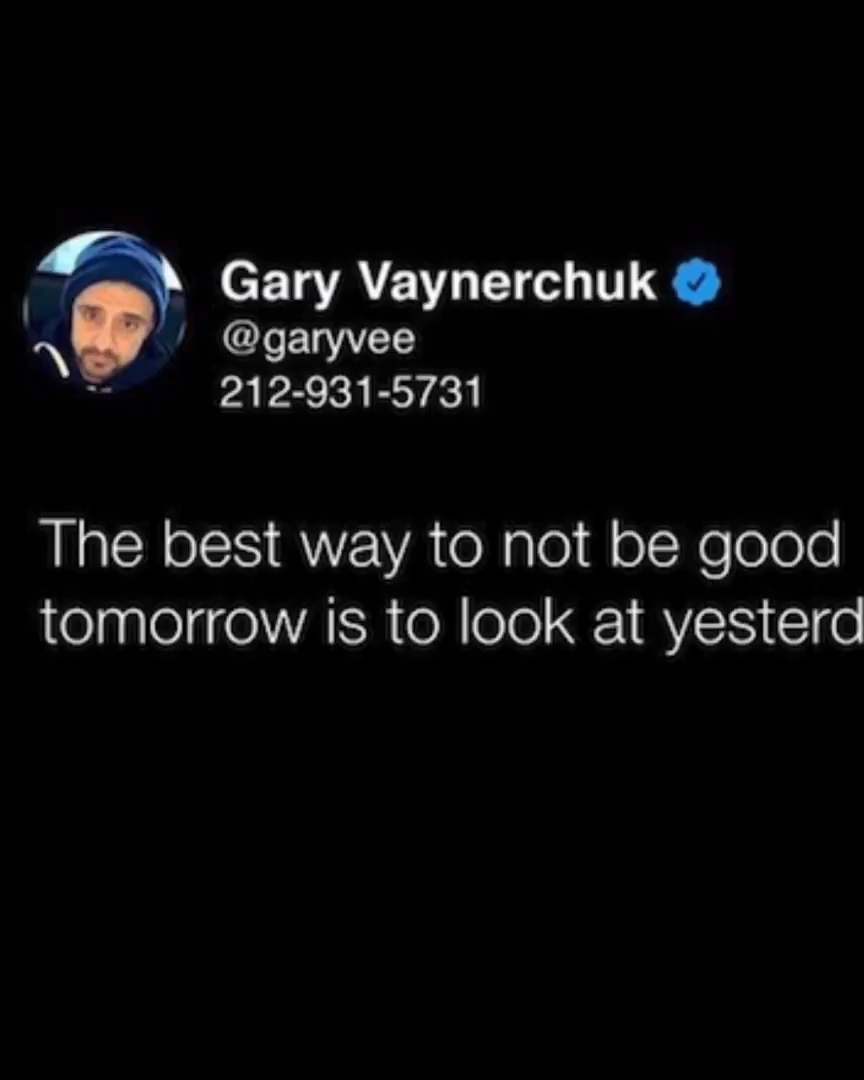 Gary Vaynerchuk
@garyvee
212-931-5731
The best way to not be good
tomorrow is to look at yesterd